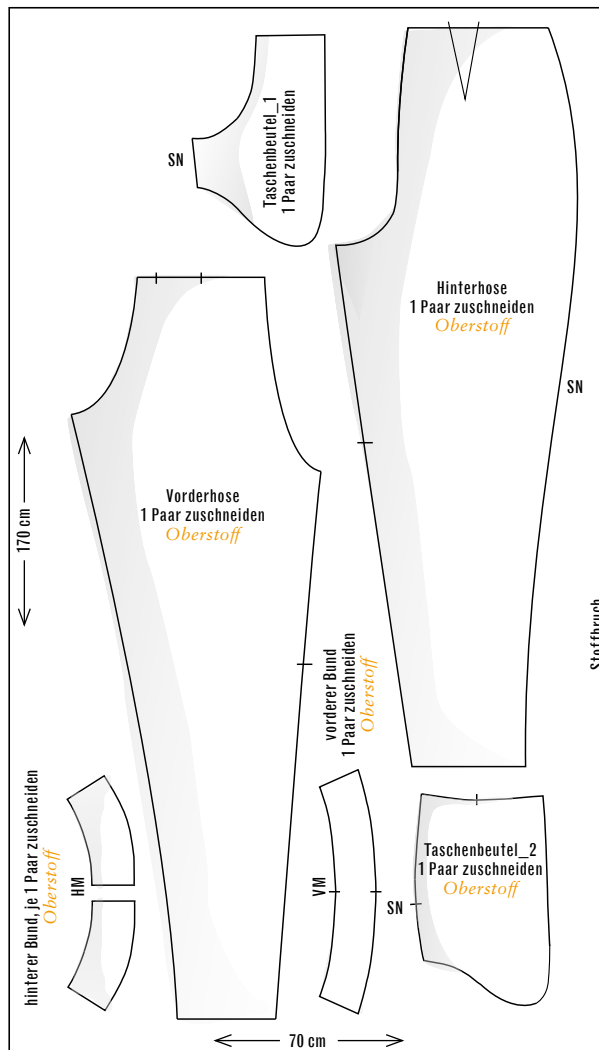 SN
Taschenbeutel_1
1 Paar zuschneiden
Hinterhose
1 Paar zuschneiden
Oberstoff
SN
Vorderhose
1 Paar zuschneiden
Oberstoff
170 cm
Stoffbruch
vorderer Bund
1 Paar zuschneiden
Oberstoff
hinterer Bund, je 1 Paar zuschneiden
Oberstoff
HM
VM
Taschenbeutel_2
1 Paar zuschneiden
Oberstoff
SN
70 cm